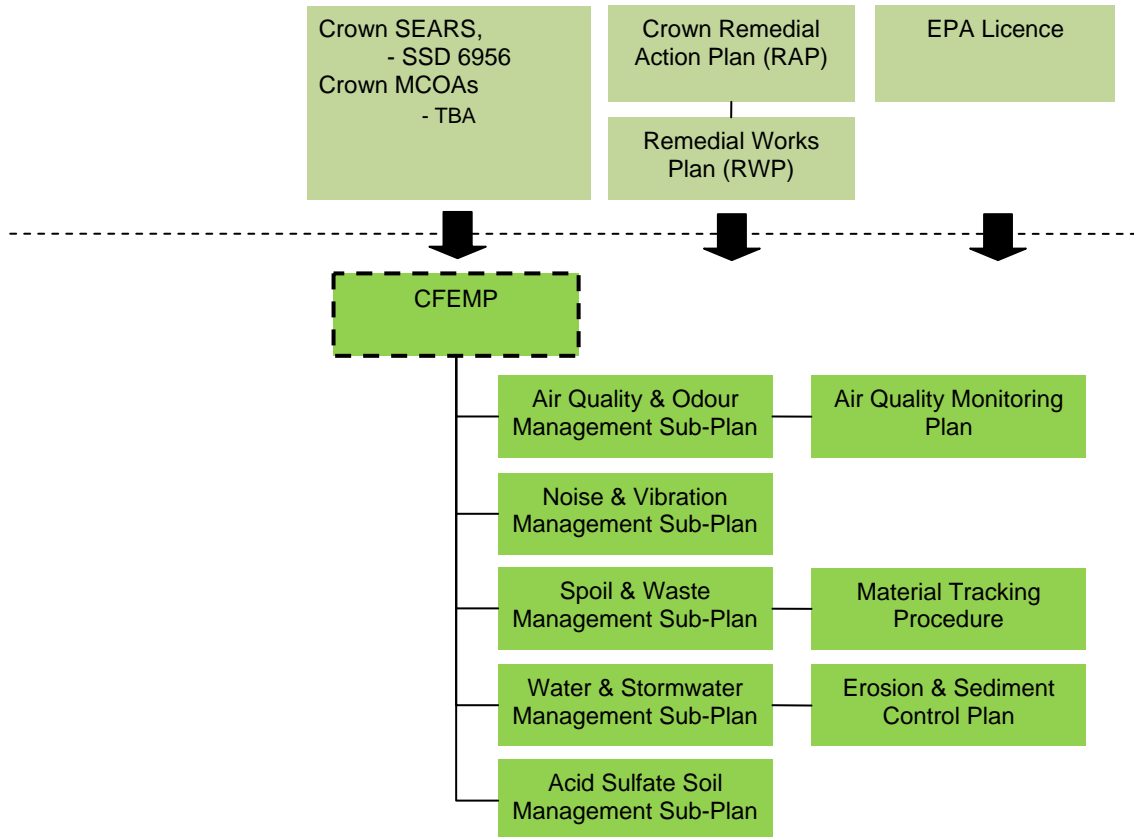 Crown SEARS,
- SSD 6956
Crown MCOAs
- TBA
Crown Remedial
Action Plan (RAP)
Remedial Works
Plan (RWP)
EPA Licence
CFEMP
Air Quality & Odour
Management Sub-Plan
Air Quality Monitoring
Plan
Noise & Vibration
Management Sub-Plan
Spoil & Waste
Management Sub-Plan
Material Tracking
Procedure
Water & Stormwater
Management Sub-Plan
Erosion & Sediment
Control Plan
Acid Sulfate Soil
Management Sub-Plan